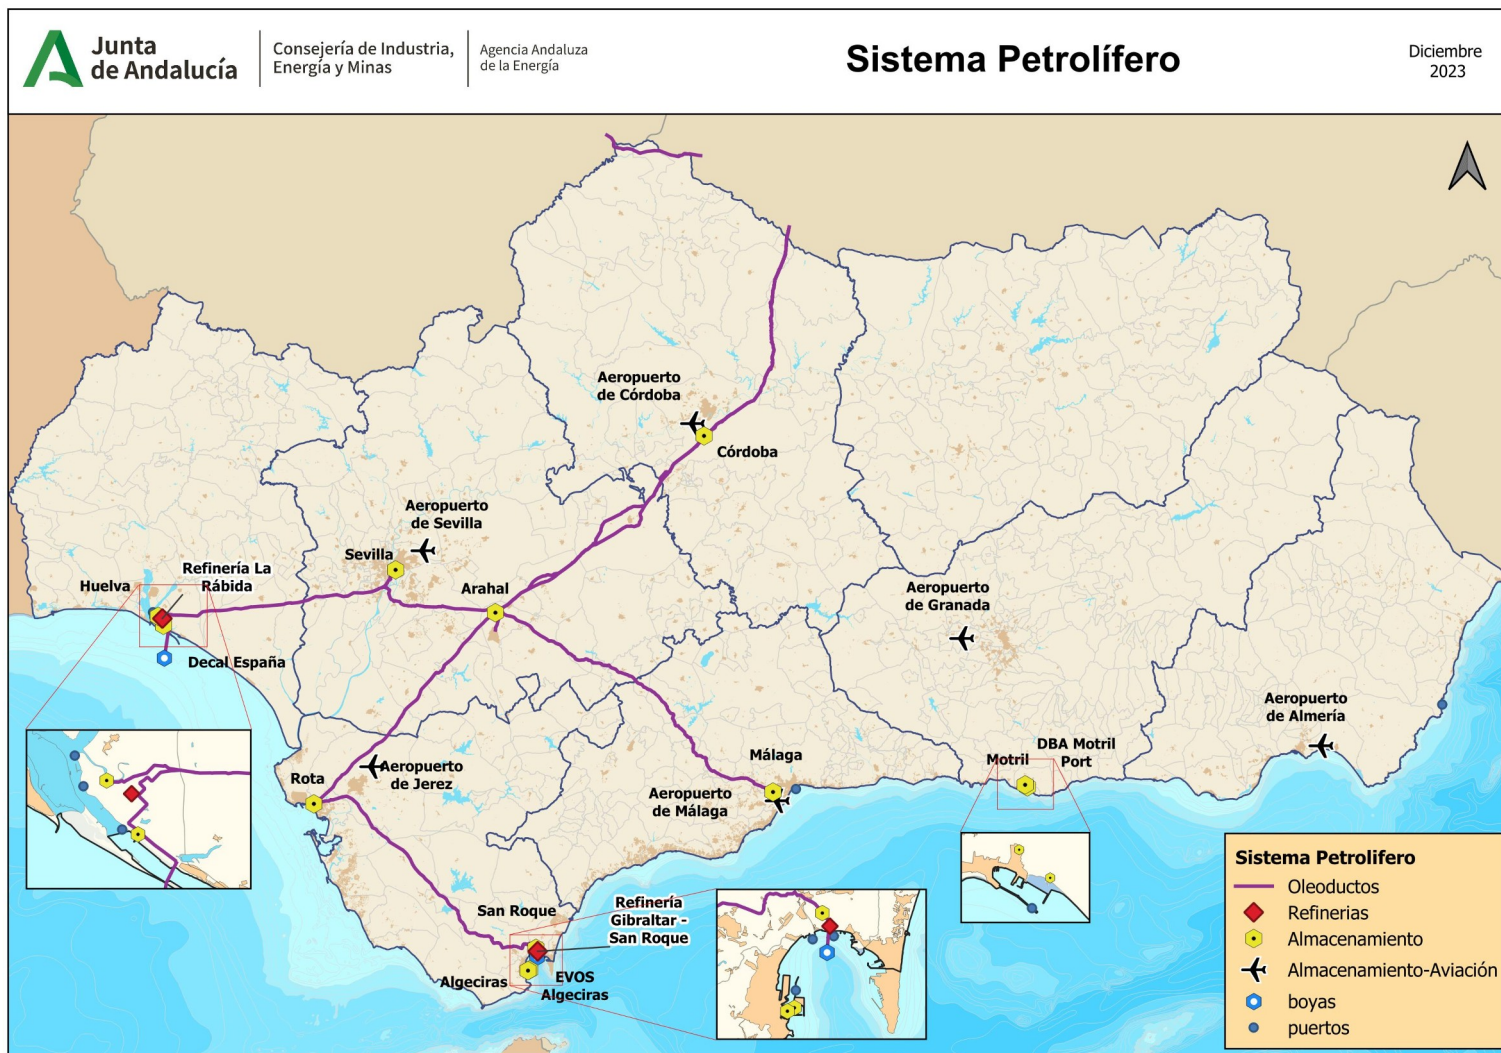 Junta
de Andalucía
Consejería de Industria,
Energía y Minas
Agencia Andaluza
de la Energía
Sistema Petrolífero
Diciembre
2023
Aeropuerto
de Córdoba
Córdoba
Aeropuerto
de Sevilla
Sevilla
Refinería La
Rábida
Huelva
Arahal
Aeropuerto
de Granada
Decal España
Aeropuerto
de Almería
DBA Motril
Port
Motril
Málaga
Aeropuerto
de Málaga
Rota
Aeropuerto
de Jerez
San Roque
Refinería
Gibraltar -
San Roque
Algeciras
EVOS
Algeciras
Sistema Petrolifero
Oleoductos
Refinerias
Almacenamiento
Almacenamiento-Aviación
boyas
puertos